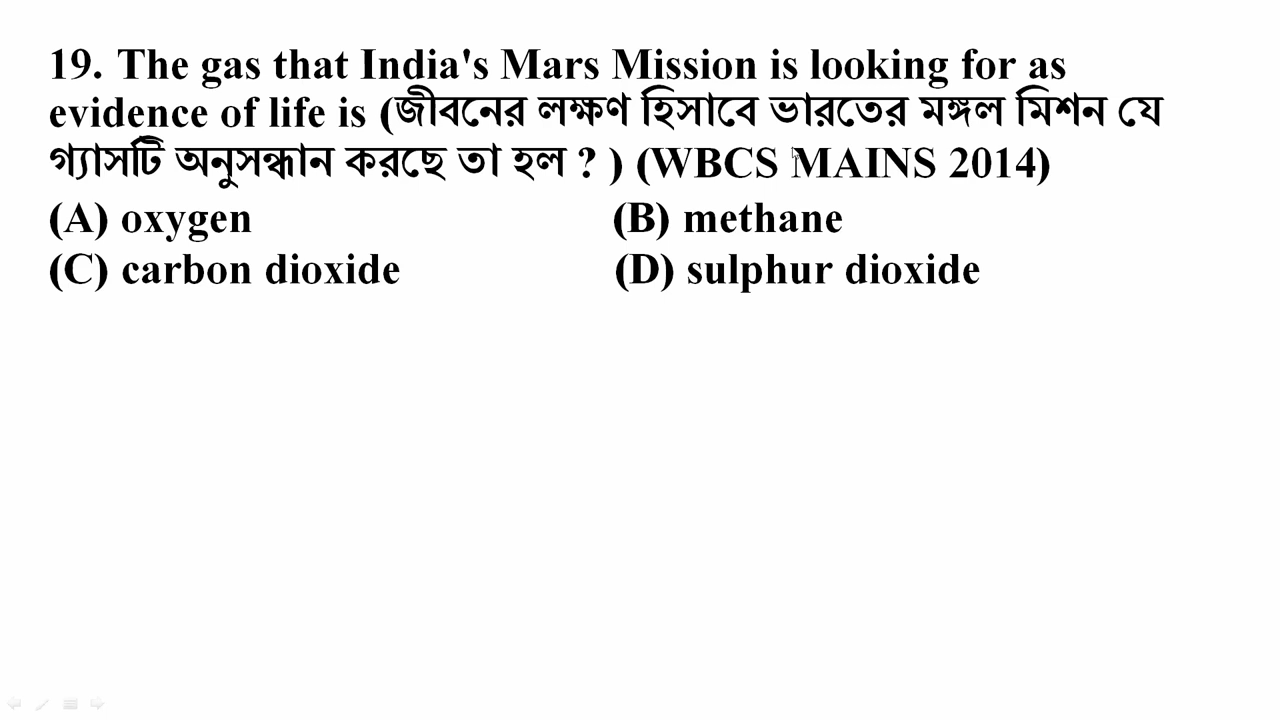 19. The gas that India's Mars Mission is looking for as
evidence of life is (জীবনের লক্ষণ হিসাবে ভারতের মঙ্গল মিশন যে
গ্যাসটি অনুসন্ধান করছে তা হল ? ) (WBCS MAINS 2014)
(A) oxygen (B) methane
(C) carbon dioxide (D) sulphur dioxide